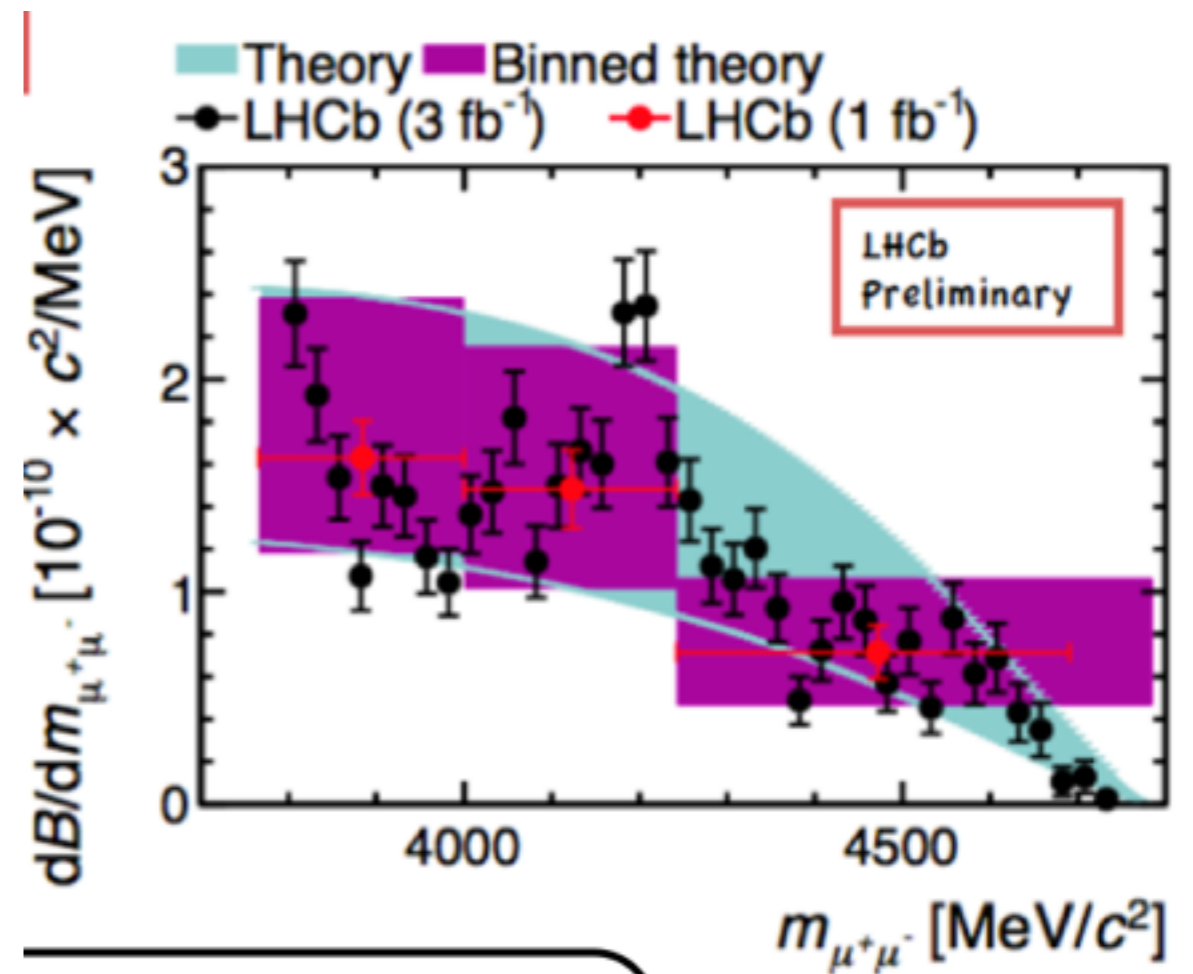 Theory Binned theory
LHCb (3 fb⁻¹) LHCb (1 fb⁻¹)
dB/dm_μ⁺μ⁻ [10⁻¹⁰ × c²/MeV]
3
2
1
0
LHCb
Preliminary
4000 4500
m_μ⁺μ⁻ [MeV/c²]